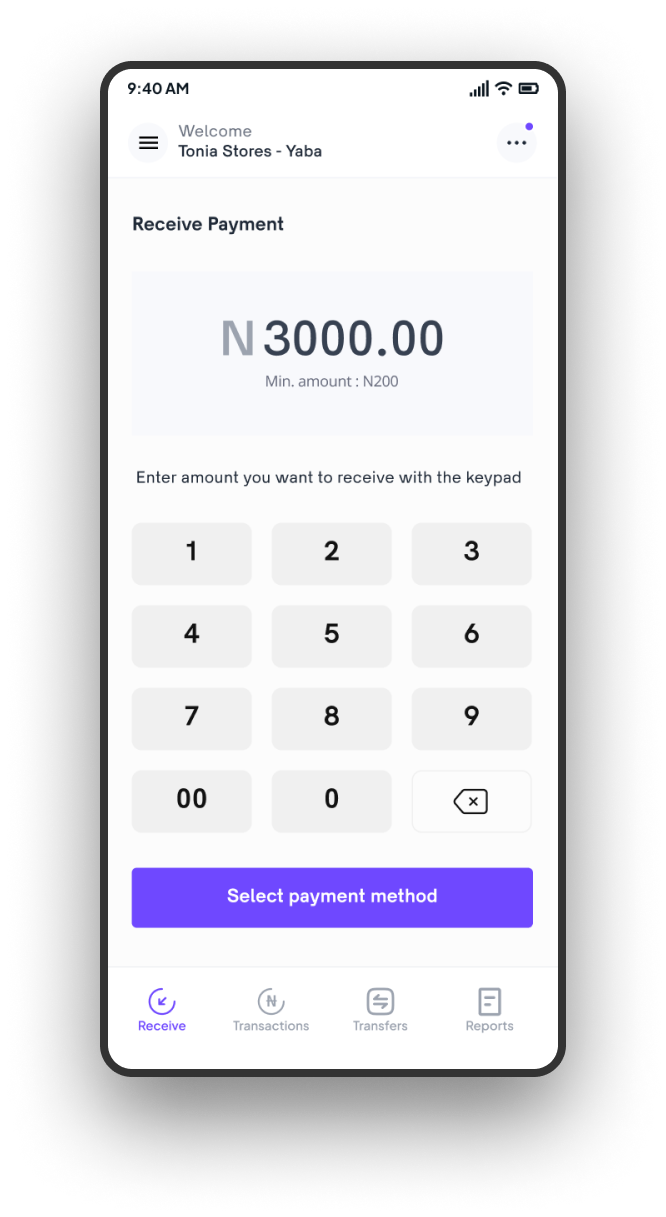 9:40 AM
Welcome
Tonia Stores - Yaba
Receive Payment
N 3000.00
Min. amount : N200
Enter amount you want to receive with the keypad
1 2 3
4 5 6
7 8 9
00 0
Select payment method
₦
Receive Transactions Transfers Reports